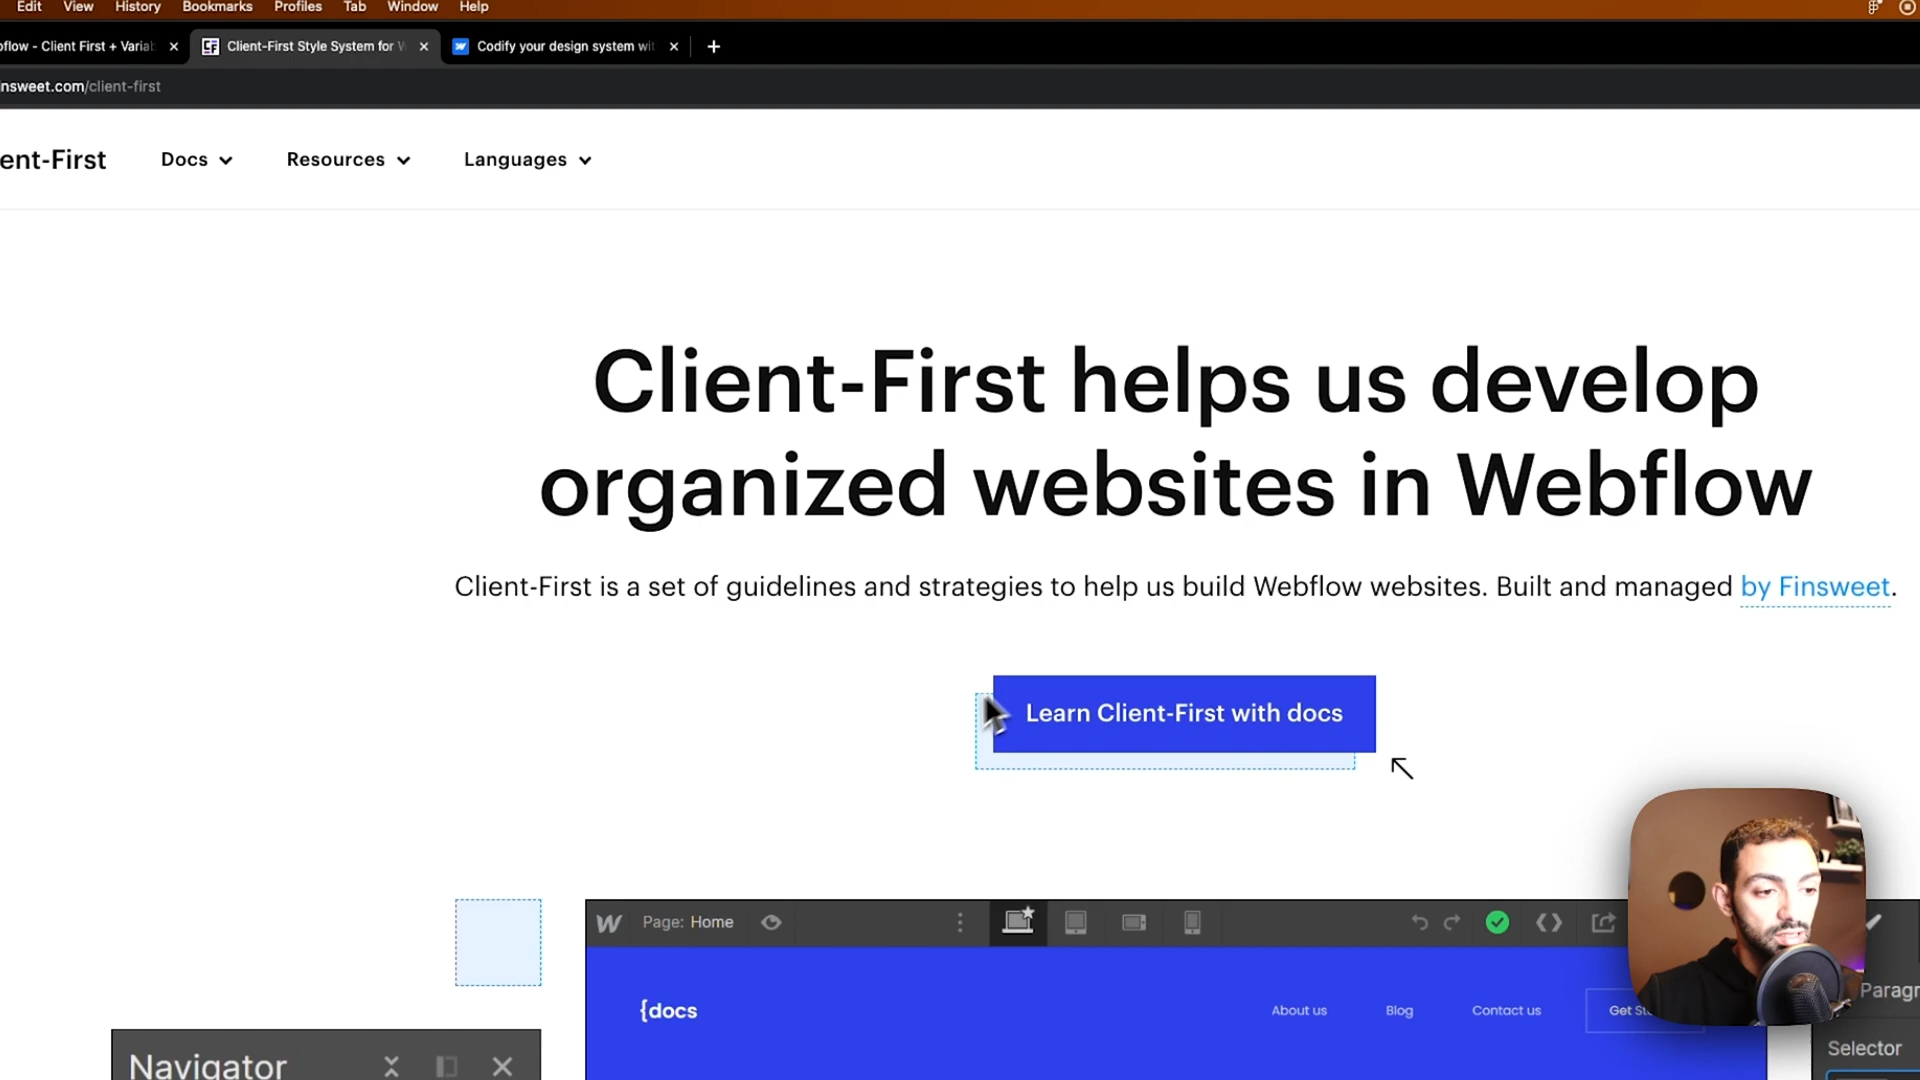 Edit View History Bookmarks Profiles Tab Window Help
flow - Client First + Varia
Client-First Style System for W
Codify your design system wit
nsweet.com/client-first
ent-First
Docs
Resources
Languages
Client-First helps us develop
organized websites in Webflow
Client-First is a set of guidelines and strategies to help us build Webflow websites. Built and managed by Finsweet.
Learn Client-First with docs
Page: Home
{docs
About us
Blog
Contact us
Get St
Paragr
Navigator
Selector